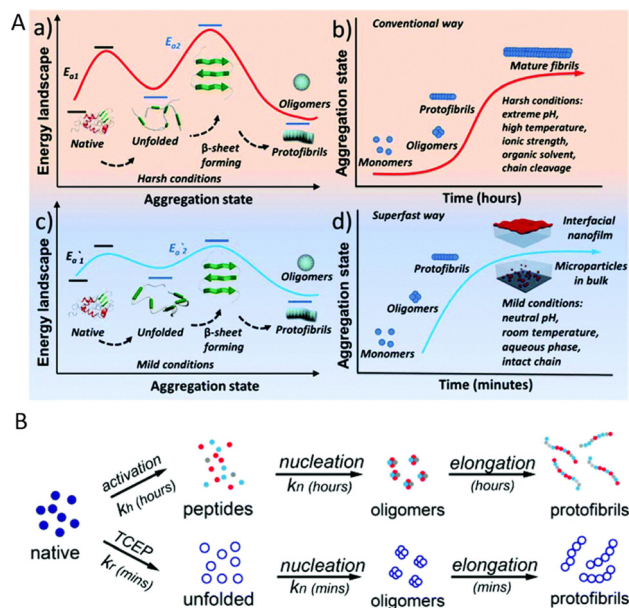 A
a)
Energy landscape
Ea1
Ea2
Native
Unfolded
β-sheet
forming
Oligomers
Protofibrils
Harsh conditions
Aggregation state
b)
Conventional way
Aggregation state
Mature fibrils
Protofibrils
Oligomers
Monomers
Harsh conditions:
extreme pH,
high temperature,
ionic strength,
organic solvent,
chain cleavage
Time (hours)
c)
Energy landscape
Ea`1
Ea`2
Native
Unfolded
β-sheet
forming
Oligomers
Protofibrils
Mild conditions
Aggregation state
d)
Superfast way
Aggregation state
Interfacial
nanofilm
Protofibrils
Microparticles
in bulk
Oligomers
Monomers
Mild conditions:
neutral pH,
room temperature,
aqueous phase,
intact chain
Time (minutes)
B
native
activation
kh (hours)
peptides
nucleation
kn (hours)
oligomers
elongation
(hours)
protofibrils
TCEP
kr (mins)
unfolded
nucleation
kn (mins)
oligomers
elongation
(mins)
protofibrils